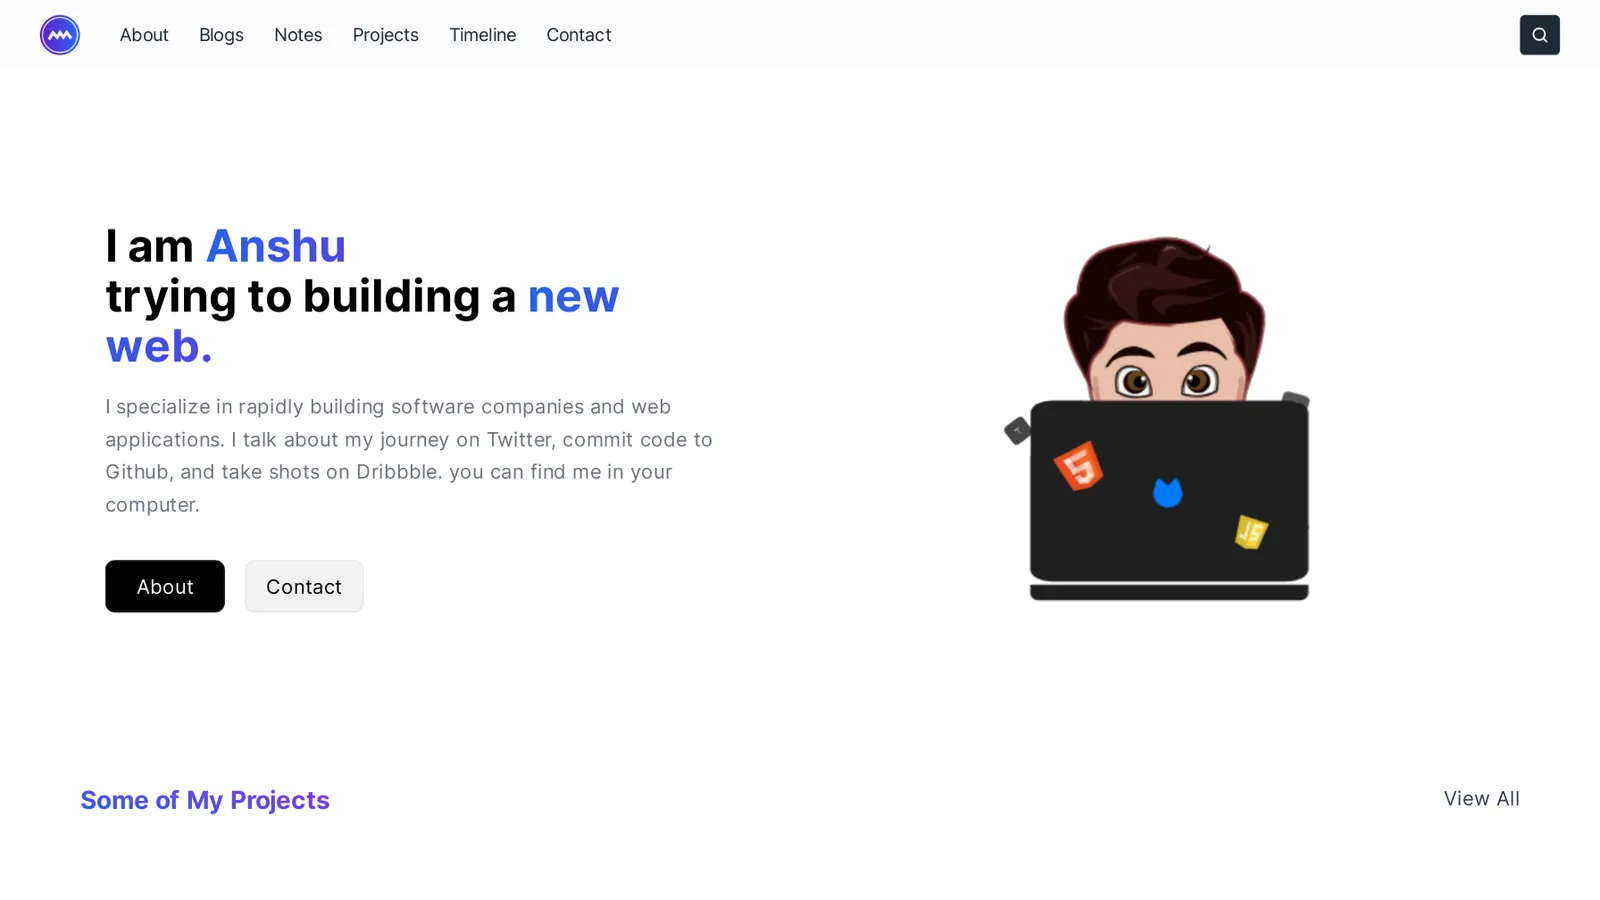 About
Blogs
Notes
Projects
Timeline
Contact
I am Anshu
trying to building a new
web.
I specialize in rapidly building software companies and web
applications. I talk about my journey on Twitter, commit code to
Github, and take shots on Dribbble. you can find me in your
computer.
About
Contact
5
JS
Some of My Projects
View All